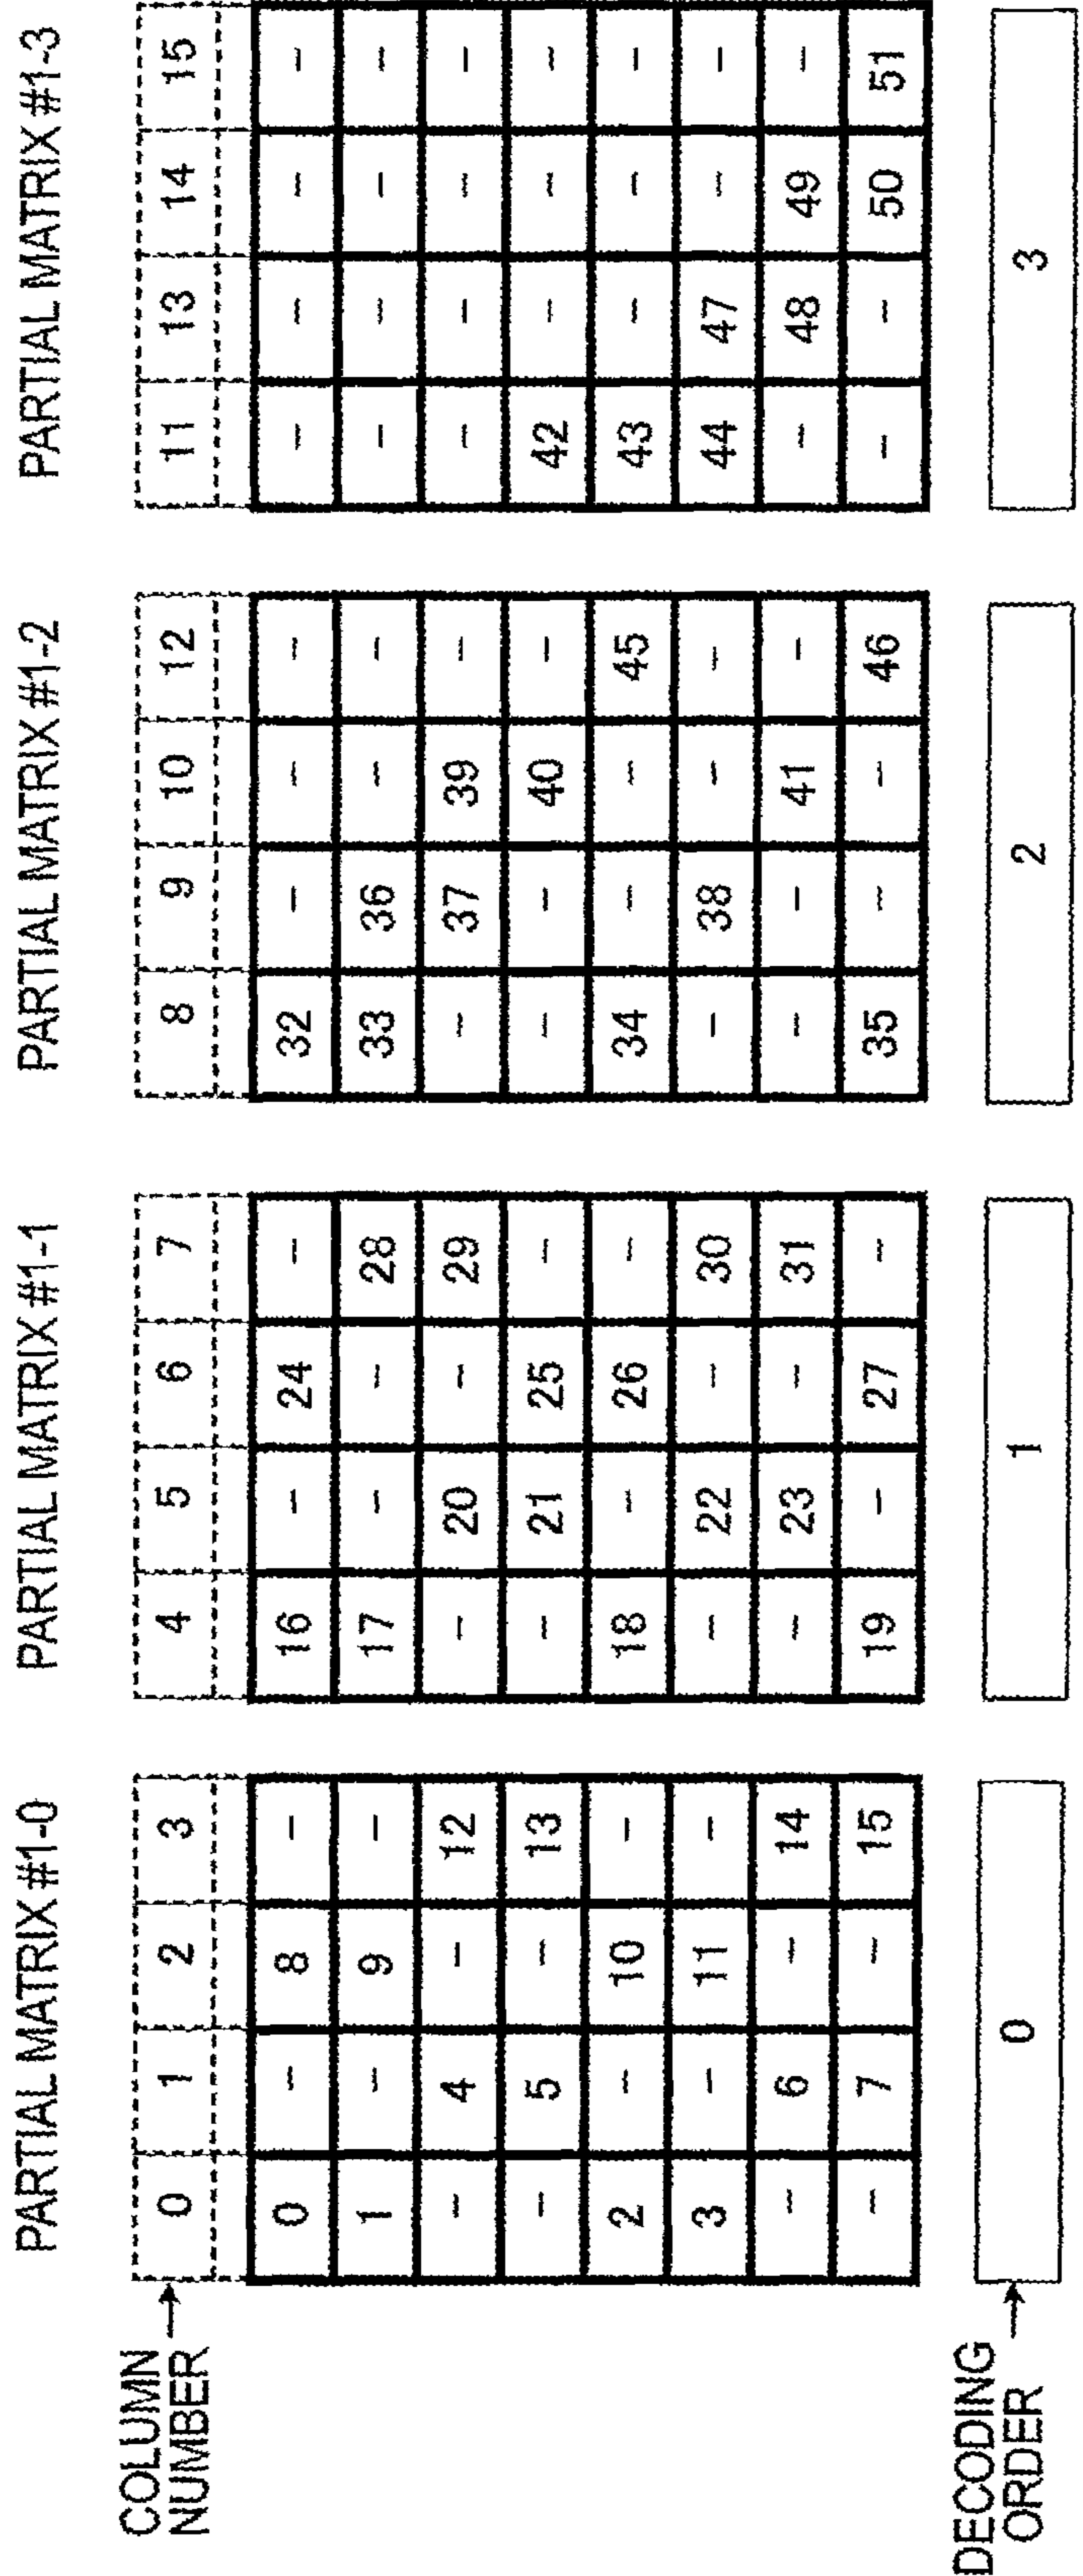 PARTIAL MATRIX #1-0 PARTIAL MATRIX #1-1 PARTIAL MATRIX #1-2 PARTIAL MATRIX #1-3
COLUMN
NUMBER
0 1 2 3 4 5 6 7 8 9 10 12 11 13 14 15
0 - 8 - 16 - 24 - 32 - - - - - - -
1 - 9 - 17 - - 28 33 36 - - - - - -
- 4 - 12 - 20 - 29 - 37 39 - - - - -
- 5 - 13 - 21 25 - - - 40 - 42 - - -
2 - 10 - 18 - 26 - 34 - - 45 43 - - -
3 - 11 - - 22 - 30 - 38 - - 44 47 - -
- 6 - 14 - 23 - 31 - - 41 - - 48 49 -
- 7 - 15 19 - 27 - 35 - - 46 - - 50 51
DECODING
ORDER
0 1 2 3